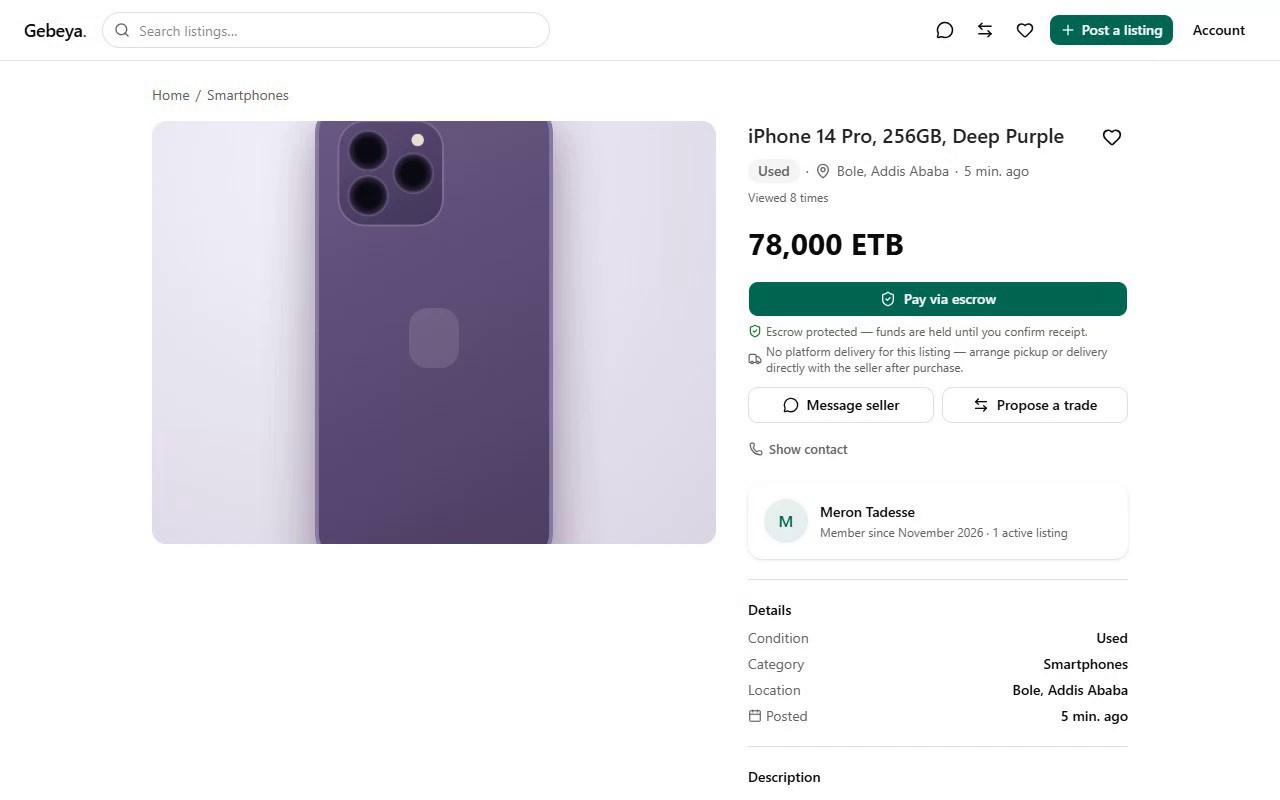 Gebeya.
Search listings...
Post a listing
Account
Home / Smartphones
iPhone 14 Pro, 256GB, Deep Purple
Used · Bole, Addis Ababa · 5 min. ago
Viewed 8 times
78,000 ETB
Pay via escrow
Escrow protected — funds are held until you confirm receipt.
No platform delivery for this listing — arrange pickup or delivery
directly with the seller after purchase.
Message seller
Propose a trade
Show contact
M
Meron Tadesse
Member since November 2026 · 1 active listing
Details
Condition Used
Category Smartphones
Location Bole, Addis Ababa
Posted 5 min. ago
Description